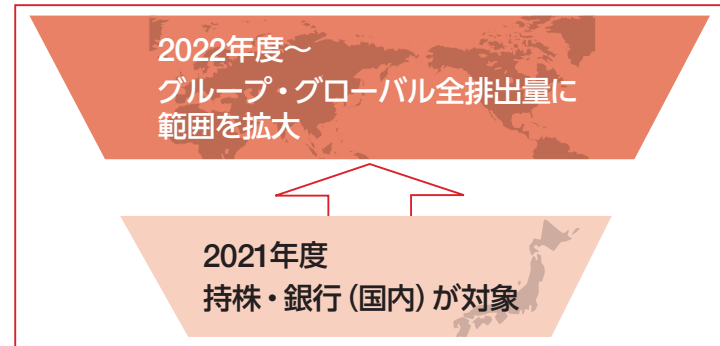 2022年度～
グループ・グローバル全排出量に
範囲を拡大
2021年度
持株・銀行（国内）が対象